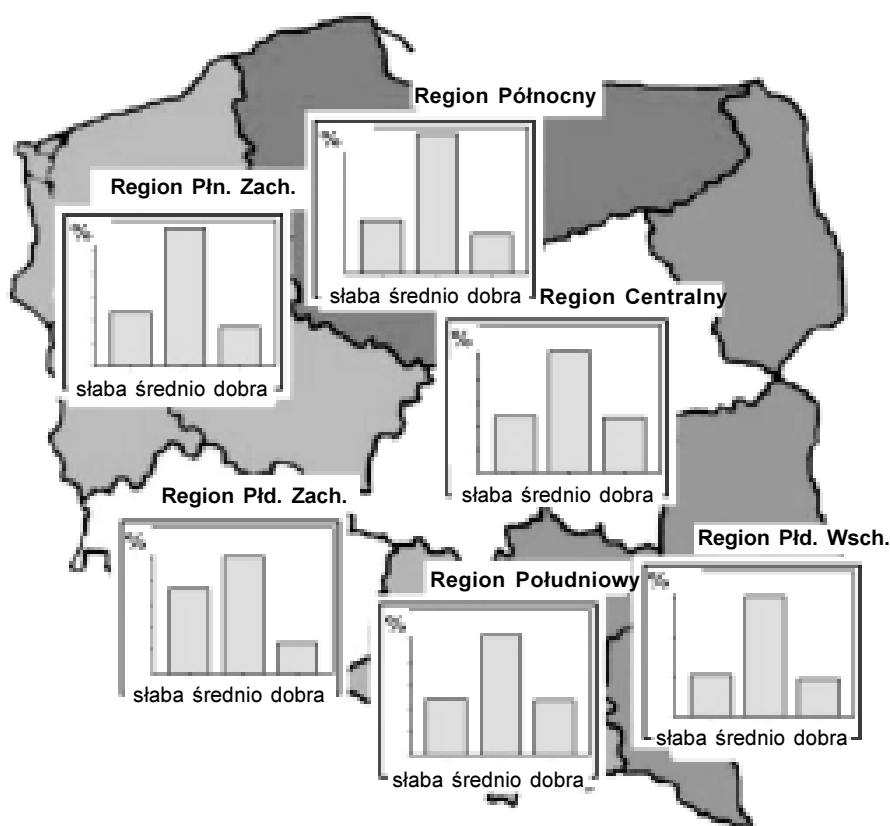 Region Północny
%
słaba średnio dobra
Region Płn. Zach.
%
słaba średnio dobra
Region Centralny
%
słaba średnio dobra
Region Płd. Zach.
%
słaba średnio dobra
Region Południowy
%
słaba średnio dobra
Region Płd. Wsch.
%
słaba średnio dobra